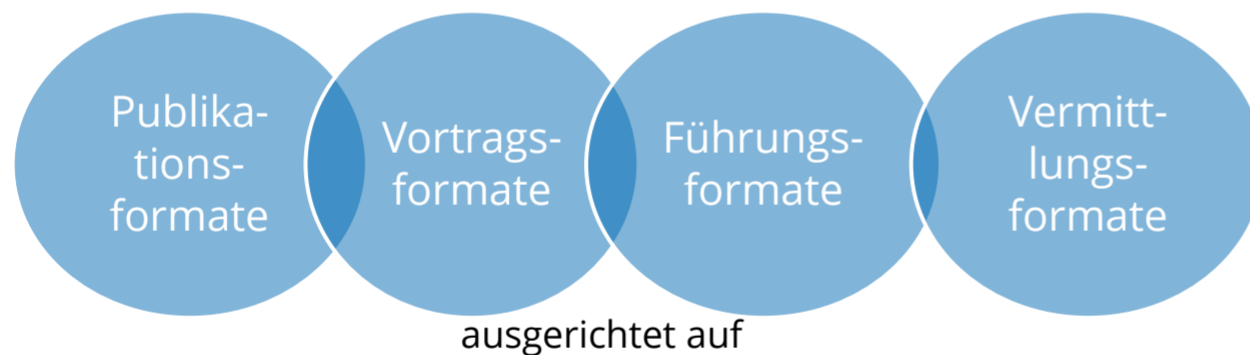 Publika-
tions-
formate
Vortrags-
formate
Führungs-
formate
Vermitt-
lungs-
formate
ausgerichtet auf